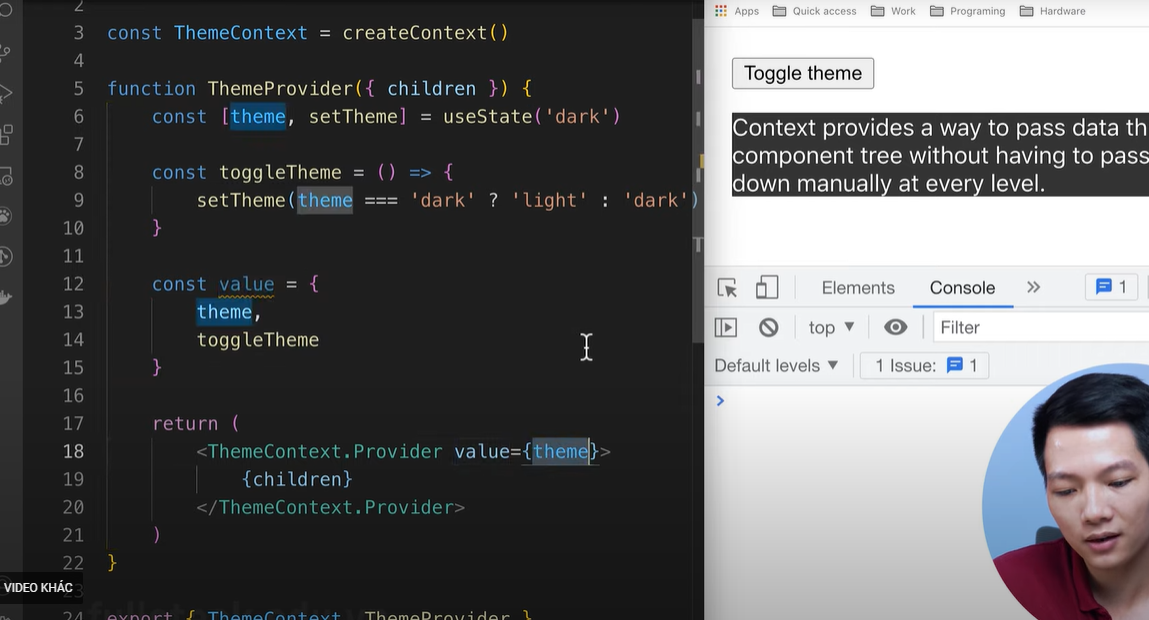 2
3 const ThemeContext = createContext()
4
5 function ThemeProvider({ children }) {
6 const [theme, setTheme] = useState('dark')
7
8 const toggleTheme = () => {
9 setTheme(theme === 'dark' ? 'light' : 'dark')
10 }
11
12 const value = {
13 theme,
14 toggleTheme
15 }
16
17 return (
18 <ThemeContext.Provider value={theme}>
19 {children}
20 </ThemeContext.Provider>
21 )
22 }
23
24 export { ThemeContext, ThemeProvider }
VIDEO KHÁC
Apps Quick access Work Programing Hardware
Toggle theme
Context provides a way to pass data th
component tree without having to pass
down manually at every level.
Elements Console » 1
top ▼ Filter
Default levels ▼ 1 Issue: 1
>